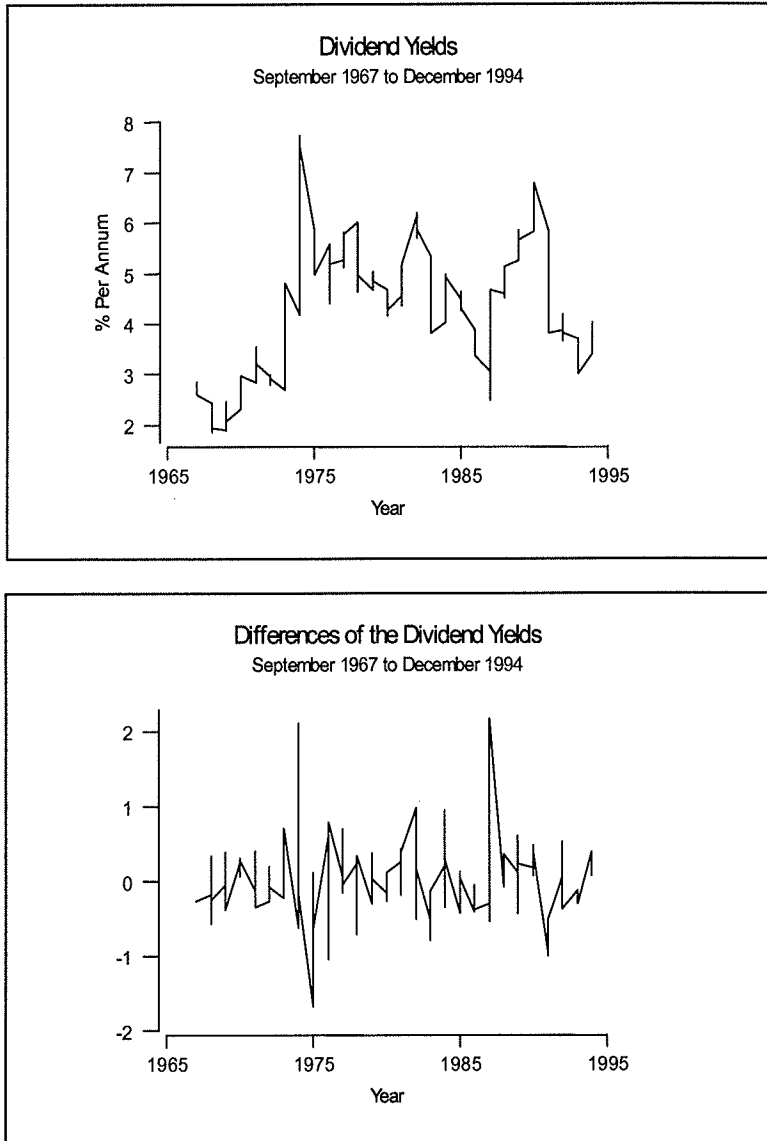 Dividend Yields
September 1967 to December 1994
8
7
6
5
4
3
2
% Per Annum
1965 1975 1985 1995
Year
Differences of the Dividend Yields
September 1967 to December 1994
2
1
0
-1
-2
1965 1975 1985 1995
Year